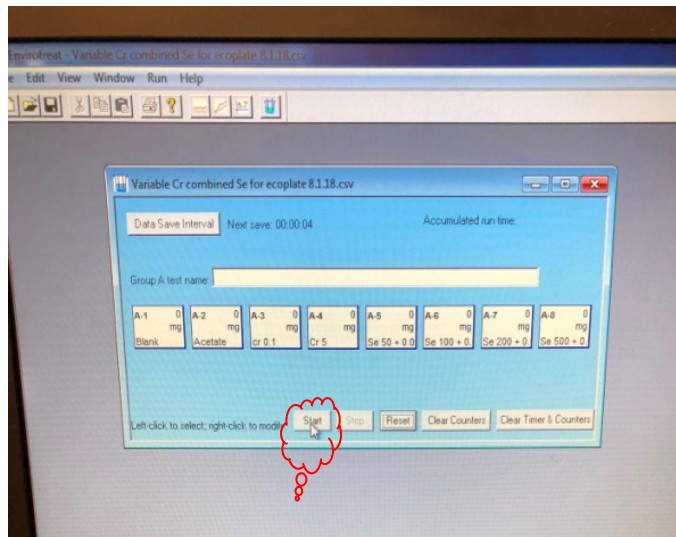 Envirotreat - Variable Cr combined Se for ecoplate 8.1.18.csv
e Edit View Window Run Help
Variable Cr combined Se for ecoplate 8.1.18.csv
Data Save Interval Next save: 00:00:04 Accumulated run time:
Group A test name:
A-1 0 A-2 0 A-3 0 A-4 0 A-5 0 A-6 0 A-7 0 A-8 0
mg mg mg mg mg mg mg mg
Blank Acetate cr 0.1 Cr 5 Se 50 + 0.0 Se 100 + 0. Se 200 + 0. Se 500 + 0.
Left-click to select; right-click to modify Start Stop Reset Clear Counters Clear Timer & Counters